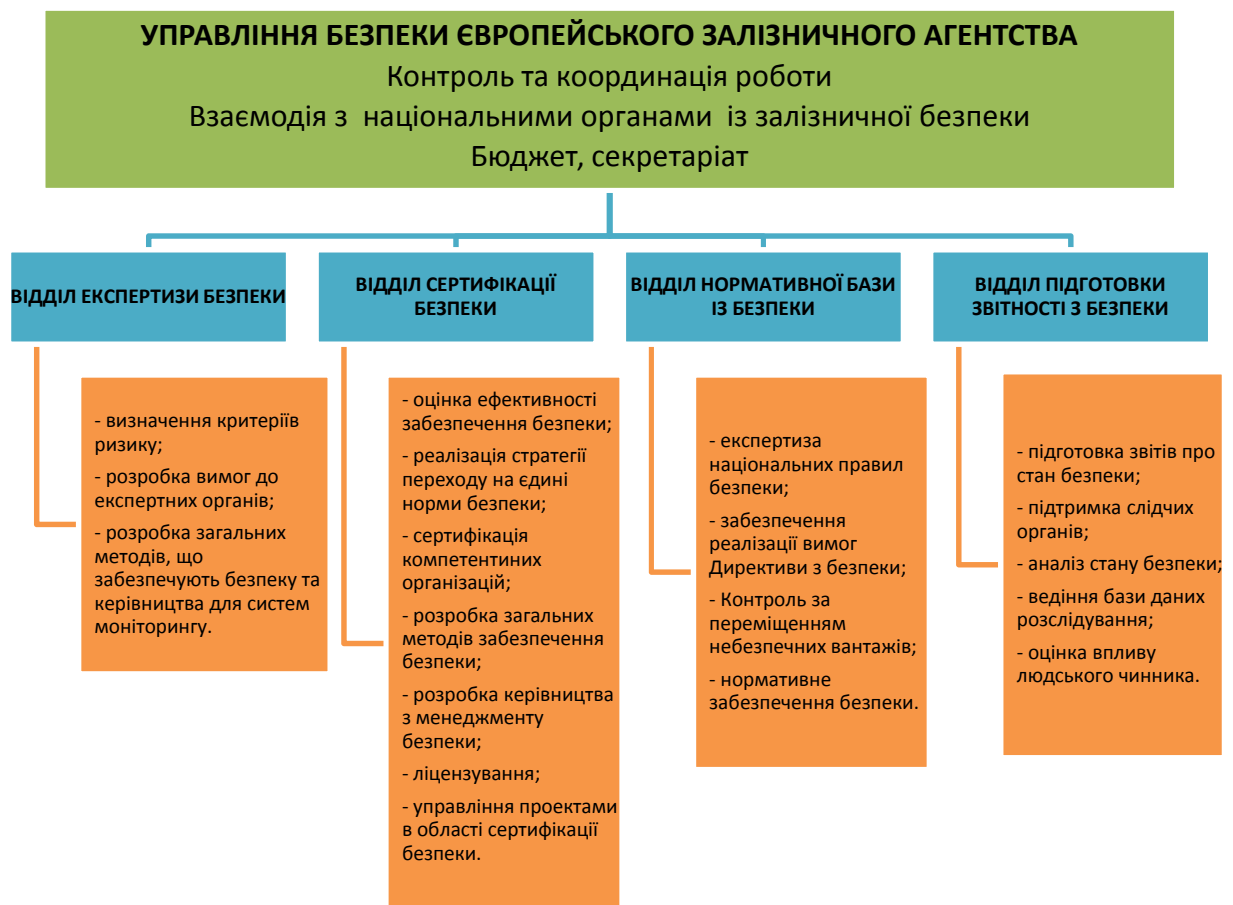 УПРАВЛІННЯ БЕЗПЕКИ ЄВРОПЕЙСЬКОГО ЗАЛІЗНИЧНОГО АГЕНТСТВА
Контроль та координація роботи
Взаємодія з національними органами із залізничної безпеки
Бюджет, секретаріат
ВІДДІЛ ЕКСПЕРТИЗИ БЕЗПЕКИ
- визначення критеріїв
ризику;
- розробка вимог до
експертних органів;
- розробка загальних
методів, що
забезпечують безпеку та
керівництва для систем
моніторингу.
ВІДДІЛ СЕРТИФІКАЦІЇ
БЕЗПЕКИ
- оцінка ефективності
забезпечення безпеки;
- реалізація стратегії
переходу на єдині
норми безпеки;
- сертифікація
компетентиних
організацій;
- розробка загальних
методів забезпечення
безпеки;
- розробка керівництва
з менеджменту
безпеки;
- ліцензування;
- управління проектами
в області сертифікації
безпеки.
ВІДДІЛ НОРМАТИВНОЇ БАЗИ
ІЗ БЕЗПЕКИ
- експертиза
національних правил
безпеки;
- забезпечення
реалізації вимог
Директиви з безпеки;
- Контроль за
переміщенням
небезпечних вантажів;
- нормативне
забезпечення безпеки.
ВІДДІЛ ПІДГОТОВКИ
ЗВІТНОСТІ З БЕЗПЕКИ
- підготовка звітів про
стан безпеки;
- підтримка слідчих
органів;
- аналіз стану безпеки;
- ведіння бази даних
розслідування;
- оцінка впливу
людського чинника.